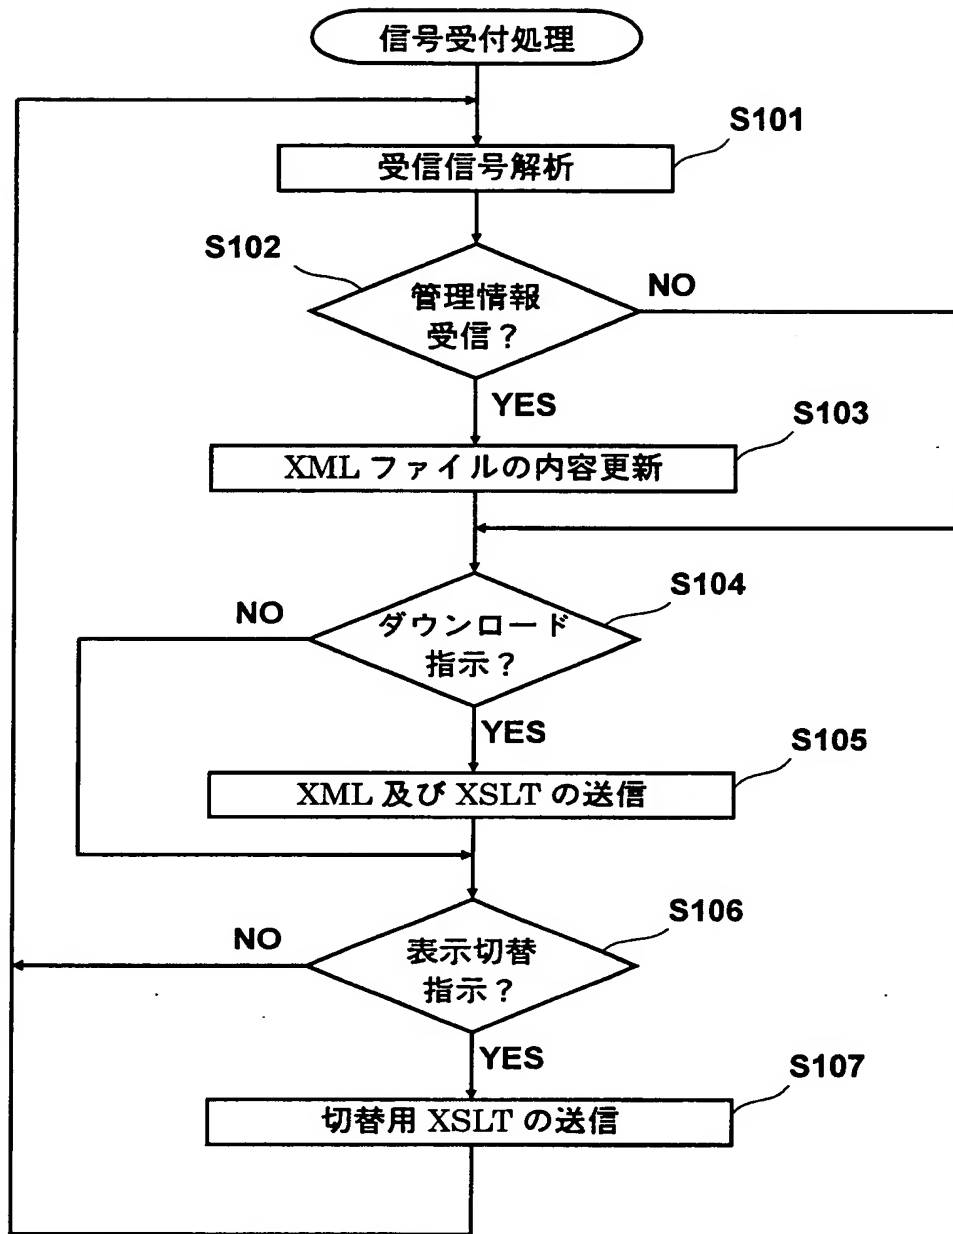 信号受付処理
S101
受信信号解析
S102
管理情報
受信？
NO
YES
S103
XML ファイルの内容更新
S104
NO
ダウンロード
指示？
YES
S105
XML 及び XSLT の送信
S106
NO
表示切替
指示？
YES
S107
切替用 XSLT の送信